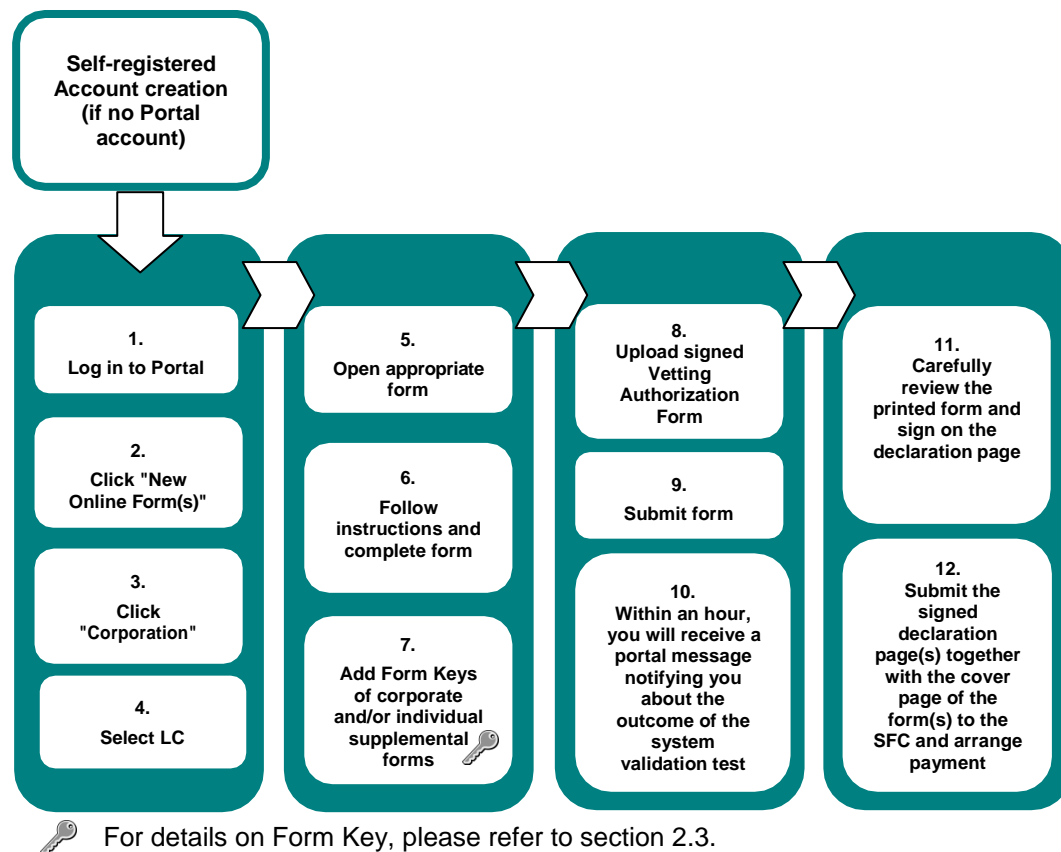 Self-registered
Account creation
(if no Portal
account)
1.
Log in to Portal
2.
Click "New
Online Form(s)"
3.
Click
"Corporation"
4.
Select LC
5.
Open appropriate
form
6.
Follow
instructions and
complete form
7.
Add Form Keys
of corporate
and/or individual
supplemental
forms
8.
Upload signed
Vetting
Authorization
Form
9.
Submit form
10.
Within an hour,
you will receive a
portal message
notifying you
about the
outcome of the
system
validation test
11.
Carefully
review the
printed form and
sign on the
declaration page
12.
Submit the
signed
declaration
page(s) together
with the cover
page of the
form(s) to the
SFC and arrange
payment
For details on Form Key, please refer to section 2.3.